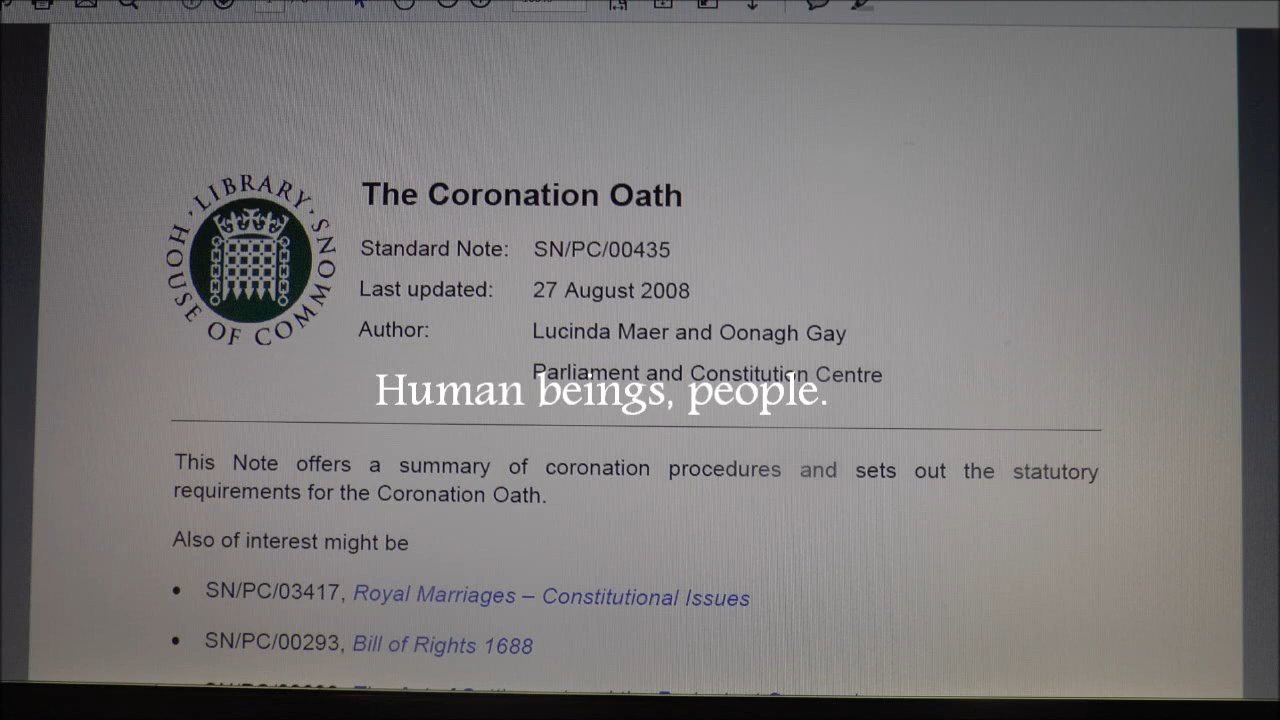 LIBRARY
HOUSE OF COMMONS
The Coronation Oath
Standard Note: SN/PC/00435
Last updated: 27 August 2008
Author: Lucinda Maer and Oonagh Gay
Parliament and Constitution Centre
Human beings, people.
This Note offers a summary of coronation procedures and sets out the statutory
requirements for the Coronation Oath.
Also of interest might be
• SN/PC/03417, Royal Marriages – Constitutional Issues
• SN/PC/00293, Bill of Rights 1688